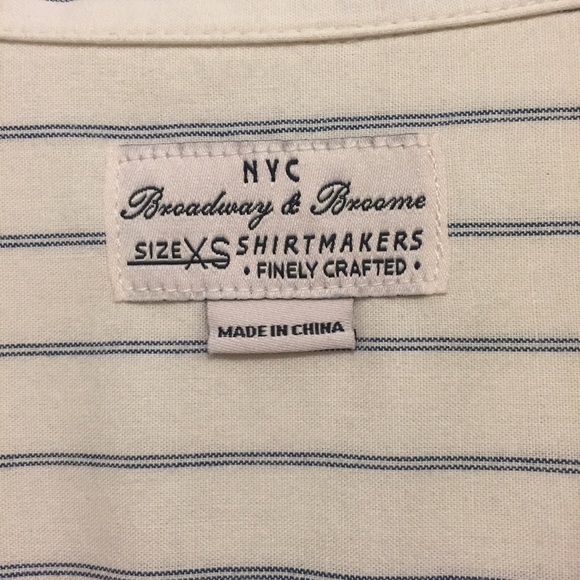 NYC
Broadway & Broome
SIZE XS SHIRTMAKERS
• FINELY CRAFTED •
MADE IN CHINA